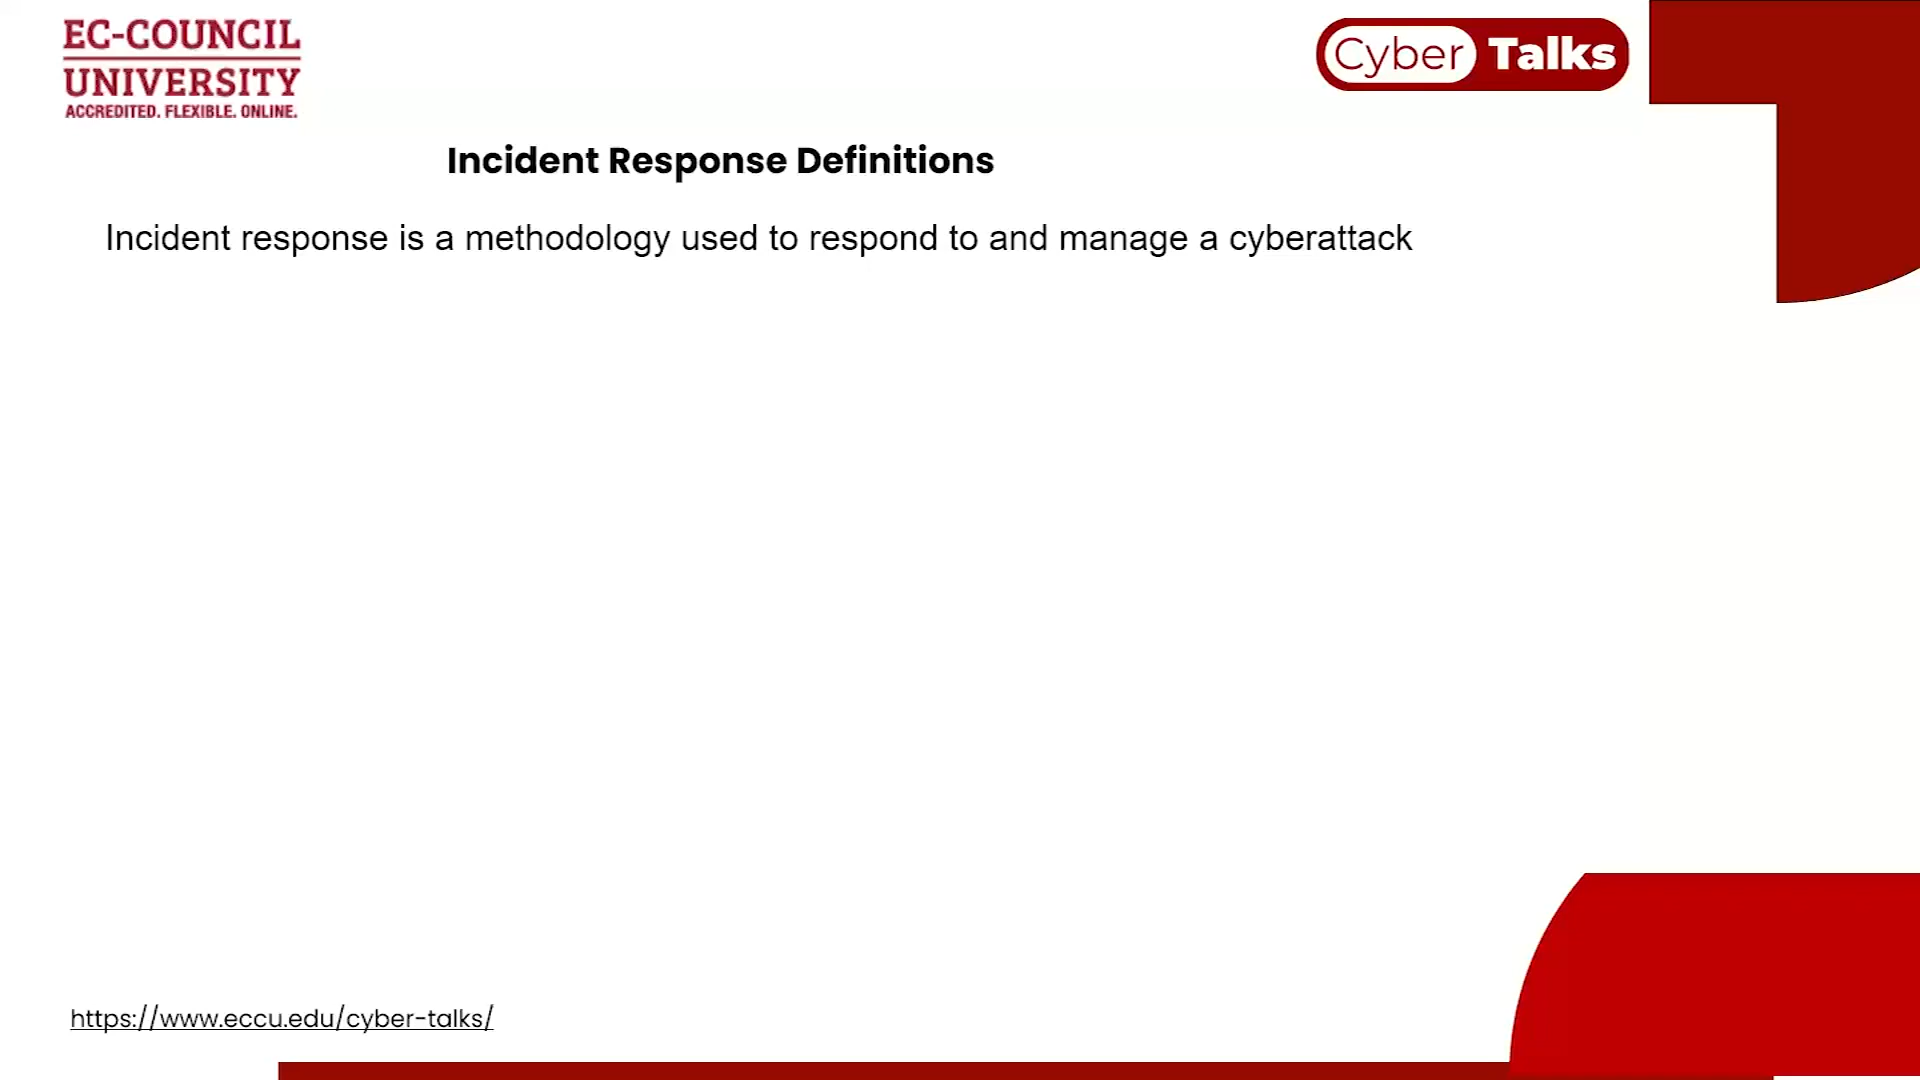 EC-COUNCIL
UNIVERSITY
ACCREDITED. FLEXIBLE. ONLINE.
Cyber Talks
Incident Response Definitions
Incident response is a methodology used to respond to and manage a cyberattack
https://www.eccu.edu/cyber-talks/